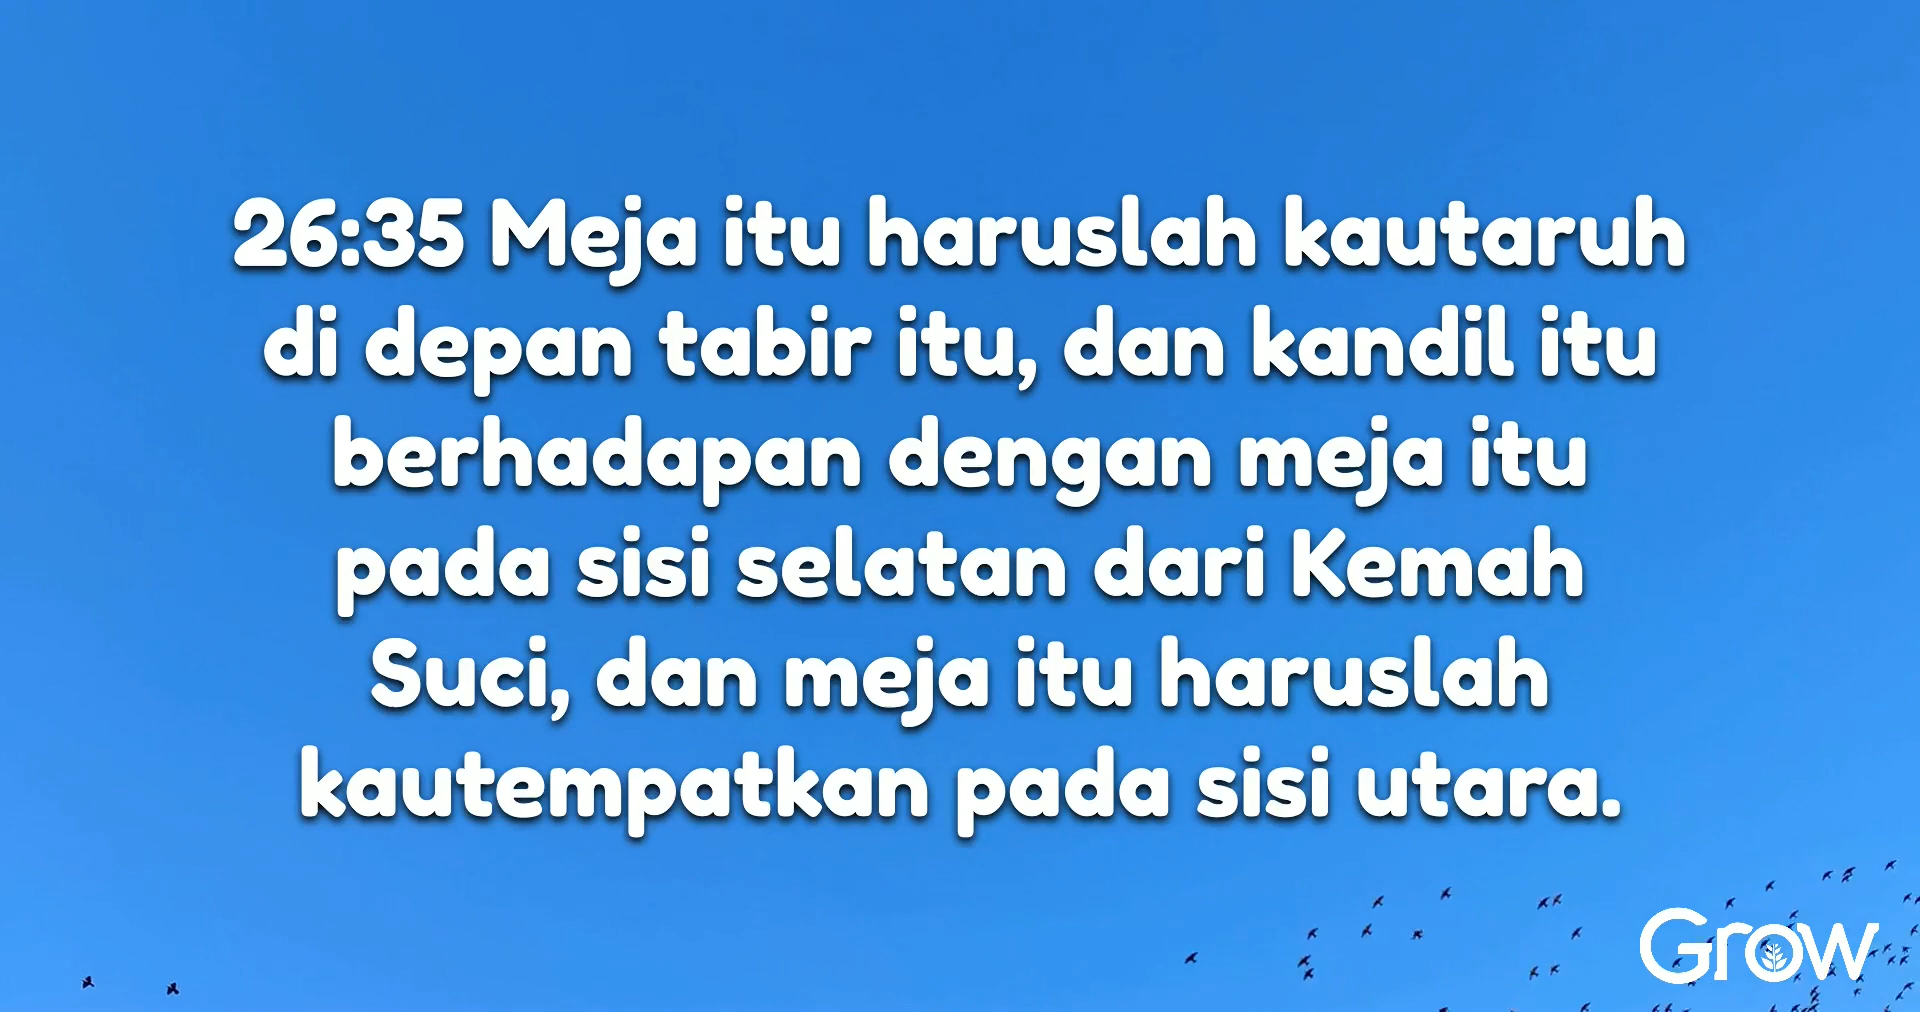 26:35 Meja itu haruslah kautaruh
di depan tabir itu, dan kandil itu
berhadapan dengan meja itu
pada sisi selatan dari Kemah
Suci, dan meja itu haruslah
kautempatkan pada sisi utara.
Grow